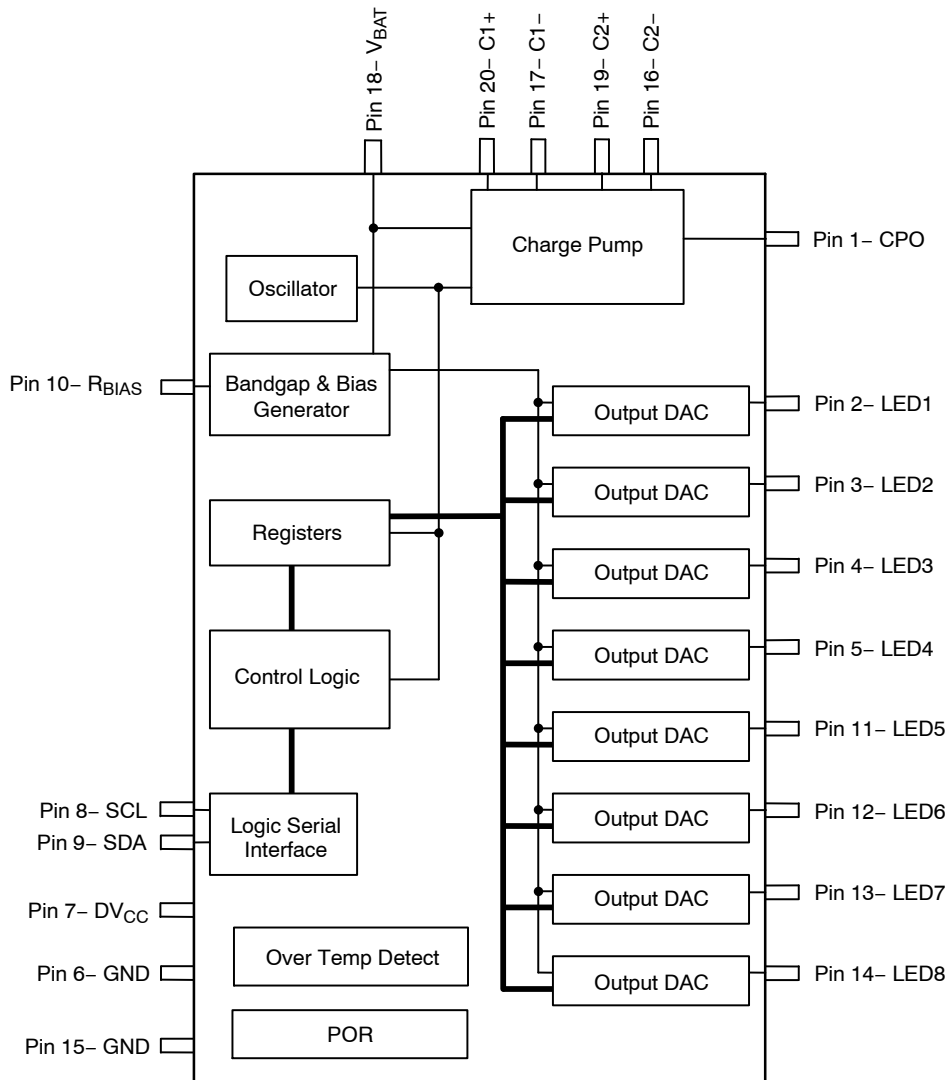 Pin 18– VBAT
Pin 20– C1+
Pin 17– C1–
Pin 19– C2+
Pin 16– C2–
Charge Pump
Pin 1– CPO
Oscillator
Pin 10– RBIAS
Bandgap & Bias
Generator
Output DAC
Pin 2– LED1
Output DAC
Pin 3– LED2
Registers
Output DAC
Pin 4– LED3
Output DAC
Pin 5– LED4
Control Logic
Output DAC
Pin 11– LED5
Pin 8– SCL
Pin 9– SDA
Logic Serial
Interface
Output DAC
Pin 12– LED6
Output DAC
Pin 13– LED7
Pin 7– DVCC
Over Temp Detect
Pin 6– GND
Output DAC
Pin 14– LED8
POR
Pin 15– GND